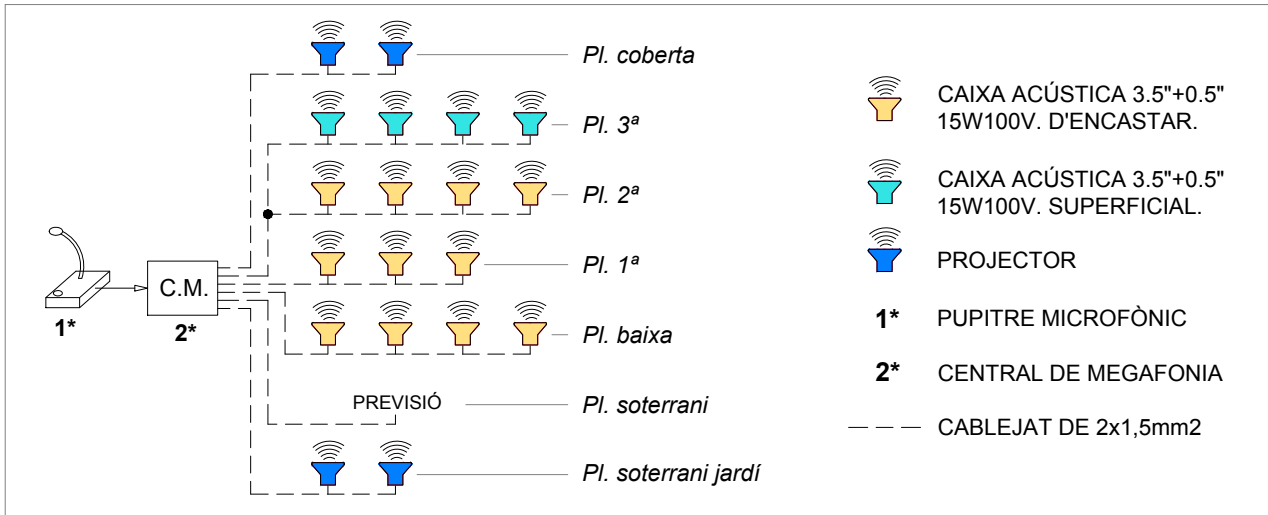 Pl. coberta
Pl. 3ª
Pl. 2ª
Pl. 1ª
Pl. baixa
PREVISIÓ
Pl. soterrani
Pl. soterrani jardí
1*
C.M.
2*
CAIXA ACÚSTICA 3.5"+0.5"
15W100V. D'ENCASTAR.
CAIXA ACÚSTICA 3.5"+0.5"
15W100V. SUPERFICIAL.
PROJECTOR
1* PUPITRE MICROFÒNIC
2* CENTRAL DE MEGAFONIA
CABLEJAT DE 2x1,5mm2